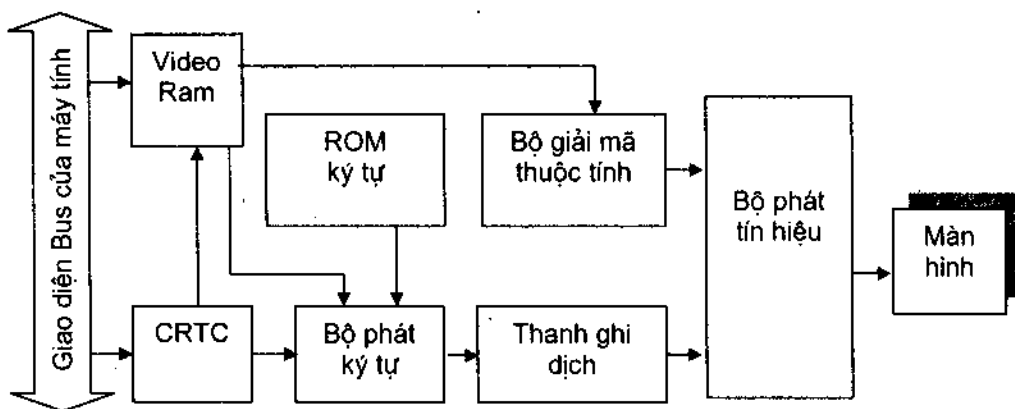 Giao diện Bus của máy tính
Video
Ram
ROM
ký tự
Bộ giải mã
thuộc tính
Bộ phát
tín hiệu
Màn
hình
CRTC
Bộ phát
ký tự
Thanh ghi
dịch